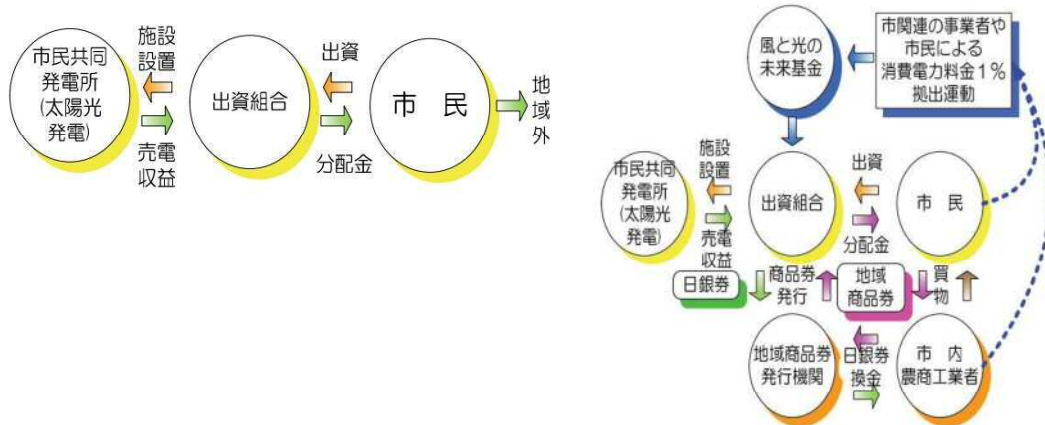 市民共同
発電所
(太陽光
発電)
施設
設置
売電
収益
出資組合
出資
分配金
市 民
地域外
風と光の
未来基金
市関連の事業者や
市民による
消費電力料金1%
拠出運動
市民共同
発電所
(太陽光
発電)
施設
設置
売電
収益
出資組合
出資
分配金
市 民
日銀券
商品券
発行
地域
商品券
買物
地域商品券
発行機関
日銀券
換金
市 内
農商工業者